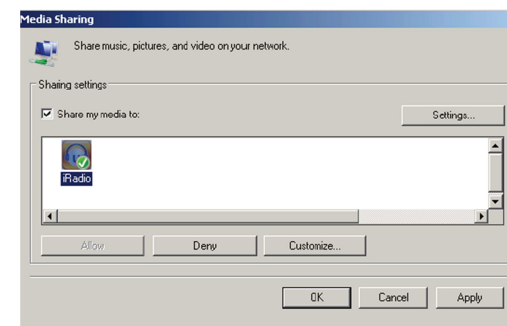 Media Sharing
Share music, pictures, and video on your network.
Sharing settings
Share my media to:
Settings...
iRadio
Allow
Deny
Customize...
OK
Cancel
Apply